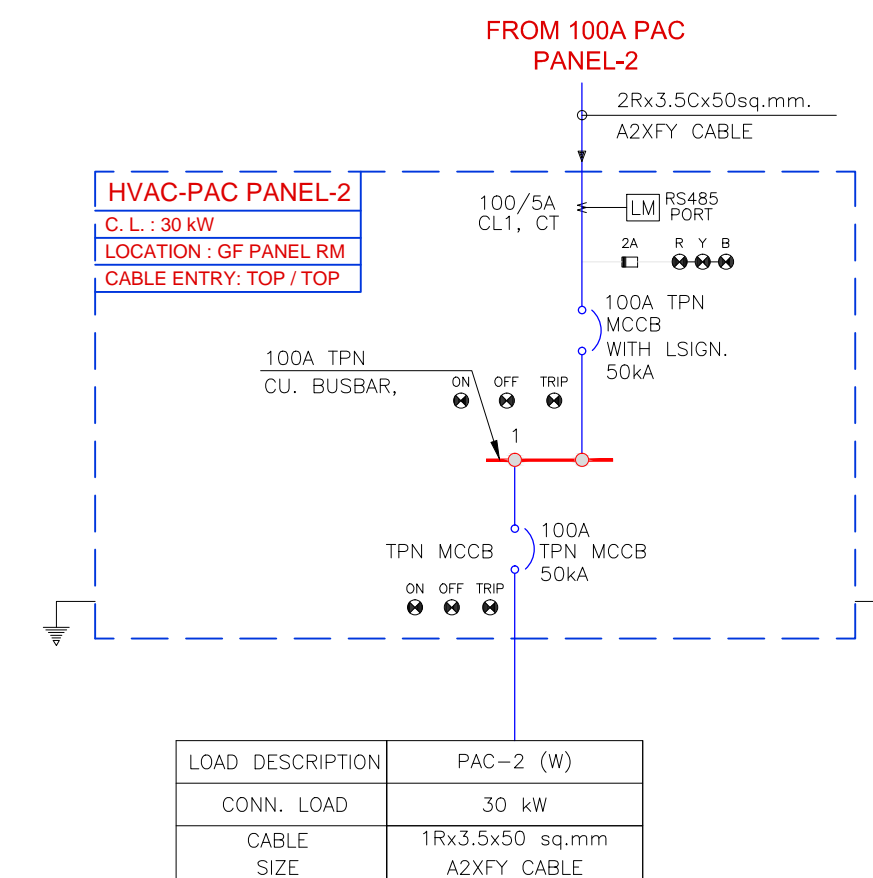 FROM 100A PAC
PANEL-2
2Rx3.5Cx50sq.mm.
A2XFY CABLE
HVAC-PAC PANEL-2
C. L. : 30 kW
LOCATION : GF PANEL RM
CABLE ENTRY: TOP / TOP
100/5A
CL1, CT
LM
RS485
PORT
2A
R Y B
100A TPN
MCCB
WITH LSIGN.
50kA
100A TPN
CU. BUSBAR,
ON OFF TRIP
1
TPN MCCB
100A
TPN MCCB
50kA
ON OFF TRIP
LOAD DESCRIPTION PAC-2 (W)
CONN. LOAD 30 kW
CABLE
SIZE
1Rx3.5x50 sq.mm
A2XFY CABLE